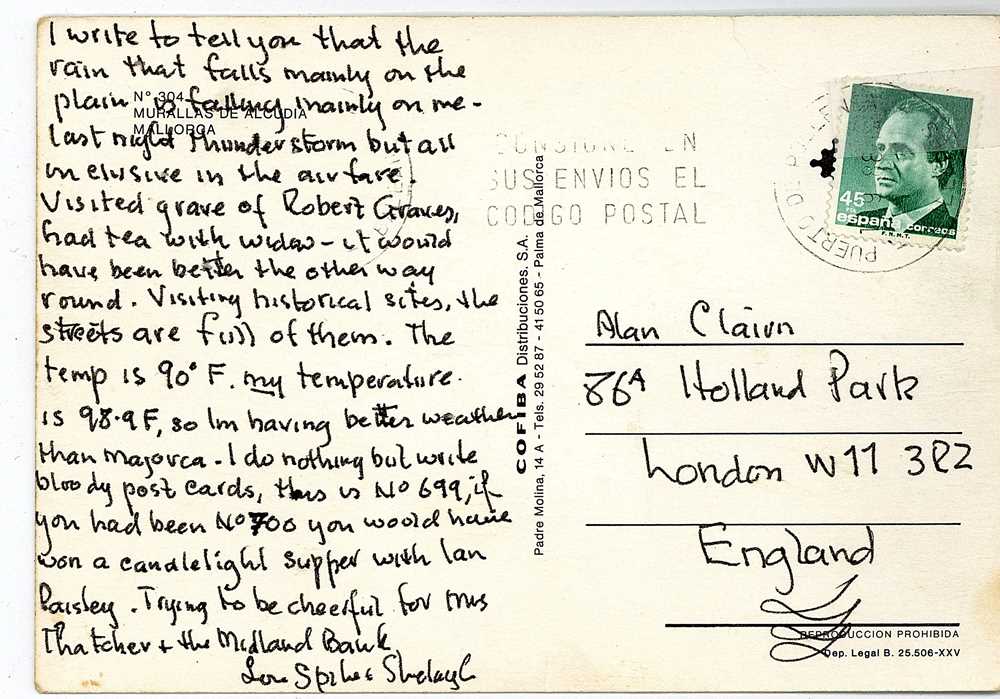 I write to tell you that the
rain that falls mainly on the
plain is falling mainly on me -
last night thunderstorm but all
inclusive in the air fare.
Visited grave of Robert Graves,
had tea with widow - it would
have been better the other way
round. Visiting historical sites, the
streets are full of them. The
temp is 90° F. my temperature
is 98.9F, so Im having better weather
than majorca. I do nothing but write
bloody post cards, this is No 699, if
you had been No 700 you would have
won a candlelight supper with Ian
Paisley. Trying to be cheerful for Mrs
Thatcher + the Midland Bank
Love Spike & Shelagh
N° 304
MURALLAS DE ALCUDIA
MALLORCA
CONSIGNE EN
SUS ENVIOS EL
CODIGO POSTAL
COFIBA Distribuciones, S.A.
Padre Molina, 14 A - Tels. 29 52 87 - 41 50 65 - Palma de Mallorca
PUERTO D
45
PTA
españa correos
F.N.M.T.
Alan Clairn
86A Holland Park
London W11 3RZ
England
REPRODUCCION PROHIBIDA
Dep. Legal B. 25.506-XXV